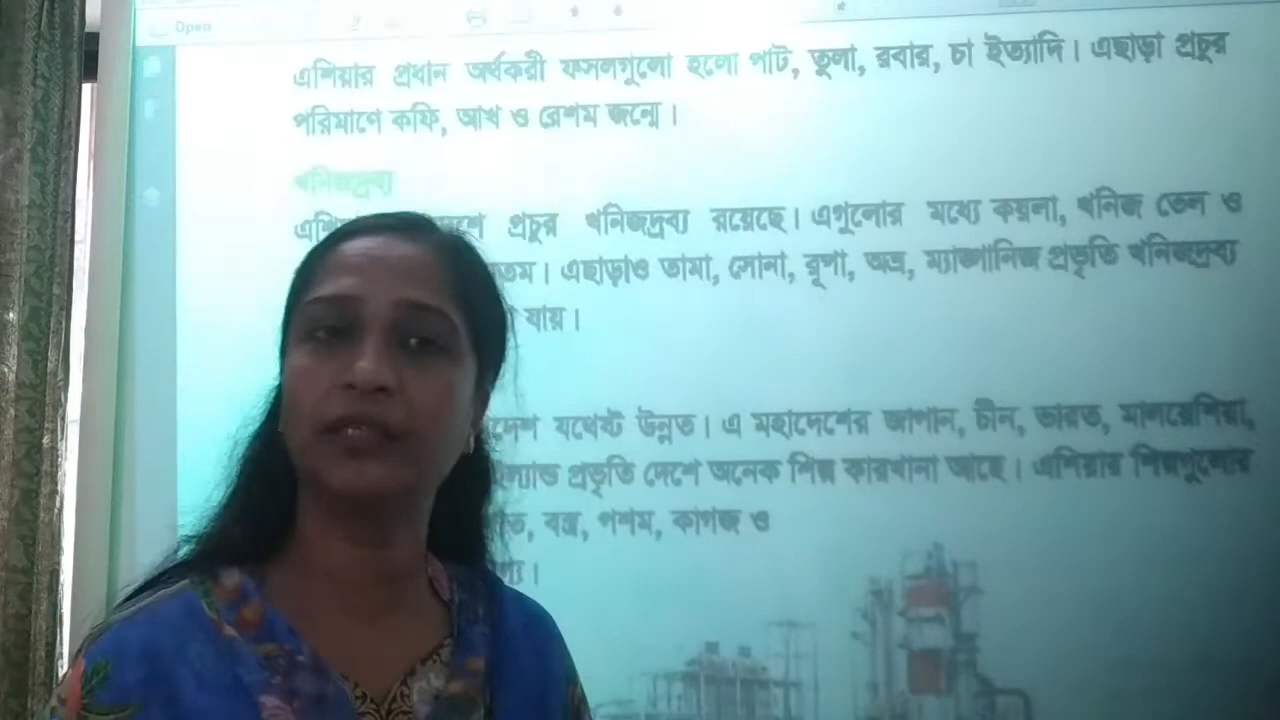 Open
এশিয়ার প্রধান অর্থকরী ফসলগুলো হলো পাট, তুলা, রবার, চা ইত্যাদি। এছাড়া প্রচুর
পরিমাণে কফি, আখ ও রেশম জন্মে।
খনিজদ্রব্য
প্রচুর খনিজদ্রব্য রয়েছে। এগুলোর মধ্যে কয়লা, খনিজ তেল ও
এছাড়াও তামা, সোনা, রূপা, অভ্র, ম্যাঙ্গানিজ প্রভৃতি খনিজদ্রব্য
যায়।
যথেষ্ট উন্নত। এ মহাদেশের জাপান, চীন, ভারত, মালয়েশিয়া,
প্রভৃতি দেশে অনেক শিল্প কারখানা আছে। এশিয়ার শিল্পগুলোর
বস্ত্র, পশম, কাগজ ও